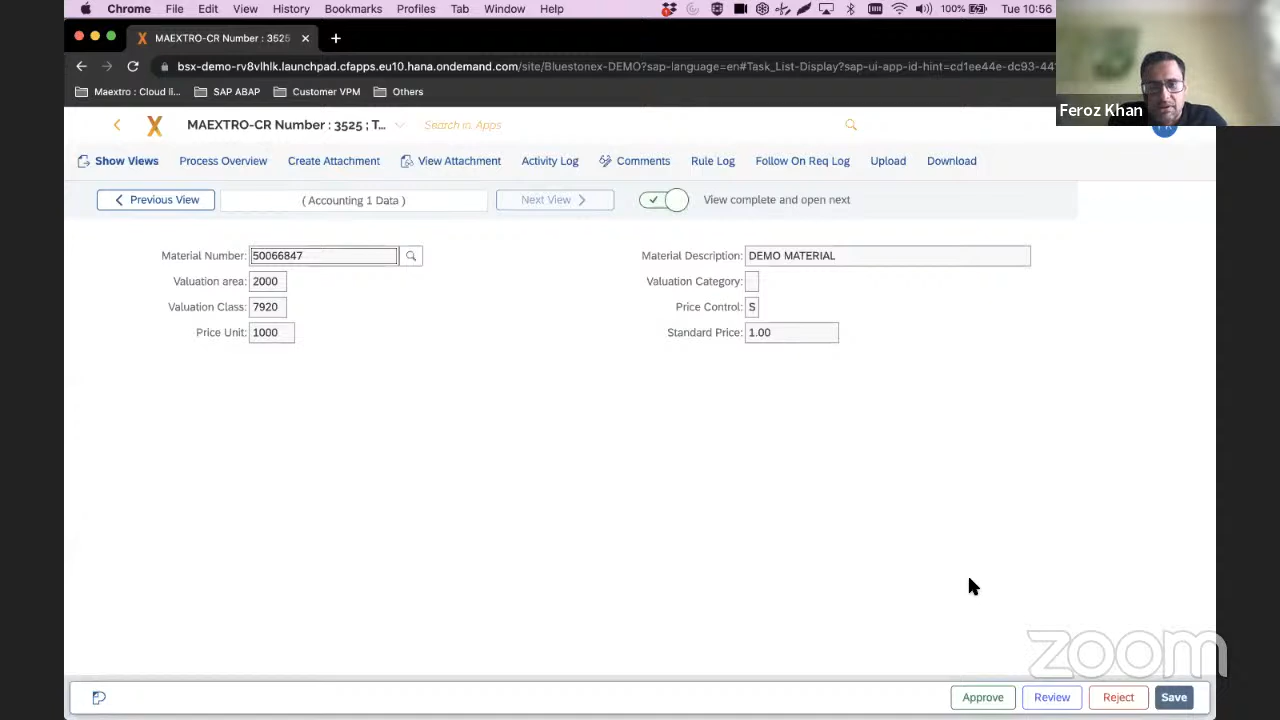 Chrome File Edit View History Bookmarks Profiles Tab Window Help 100% Tue 10:56
MAEXTRO-CR Number : 3525
bsx-demo-rv8vlhlk.launchpad.cfapps.eu10.hana.ondemand.com/site/Bluestonex-DEMO?sap-language=en#Task_List-Display?sap-ui-app-id-hint=cd1ee44e-dc93-441
Maextro : Cloud li... SAP ABAP Customer VPM Others
Feroz Khan
MAEXTRO-CR Number : 3525 ; T... Search in: Apps
Show Views Process Overview Create Attachment View Attachment Activity Log Comments Rule Log Follow On Req Log Upload Download
Previous View ( Accounting 1 Data ) Next View View complete and open next
Material Number: 50066847 Material Description: DEMO MATERIAL
Valuation area: 2000 Valuation Category:
Valuation Class: 7920 Price Control: S
Price Unit: 1000 Standard Price: 1.00
zoom
Approve Review Reject Save